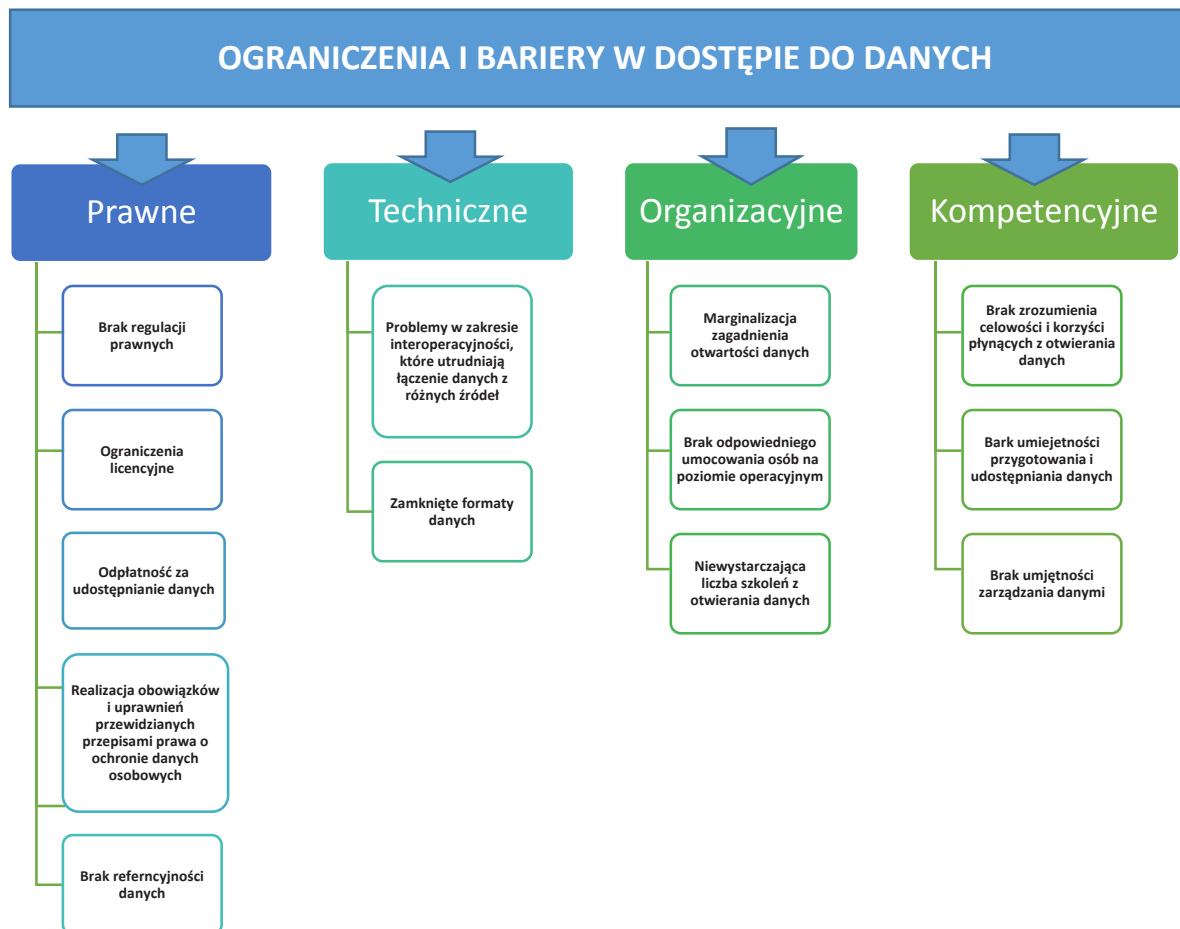 OGRANICZENIA I BARIERY W DOSTĘPIE DO DANYCH
Prawne
Brak regulacji
prawnych
Ograniczenia
licencyjne
Odpłatność za
udostępnianie danych
Realizacja obowiązków
i uprawnień
przewidzianych
przepisami prawa o
ochronie danych
osobowych
Brak referncyjności
danych
Techniczne
Problemy w zakresie
interoperacyjności,
które utrudniają
łączenie danych z
różnych źródeł
Zamknięte formaty
danych
Organizacyjne
Marginalizacja
zagadnienia
otwartości danych
Brak odpowiedniego
umocowania osób na
poziomie operacyjnym
Niewystarczająca
liczba szkoleń z
otwierania danych
Kompetencyjne
Brak zrozumienia
celowości i korzyści
płynących z otwierania
danych
Bark umiejetności
przygotowania i
udostępniania danych
Brak umjętności
zarządzania danymi